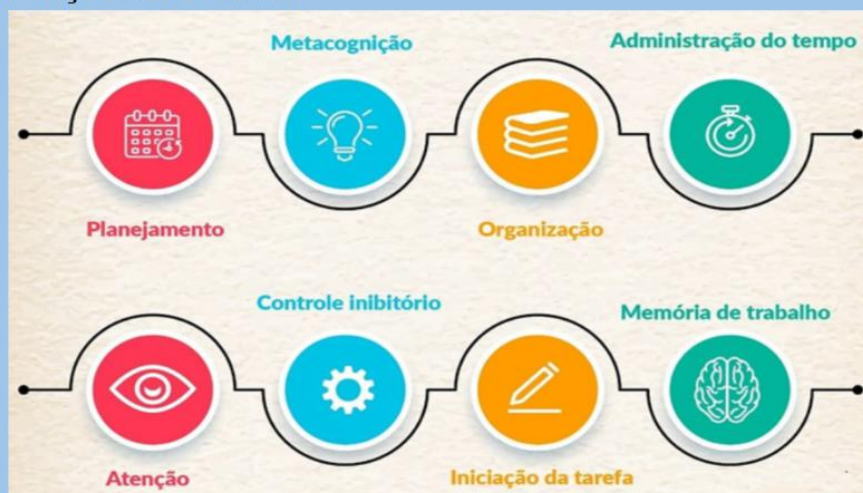 Metacognição
Administração do tempo
Planejamento
Organização
Controle inibitório
Memória de trabalho
Atenção
Iniciação da tarefa